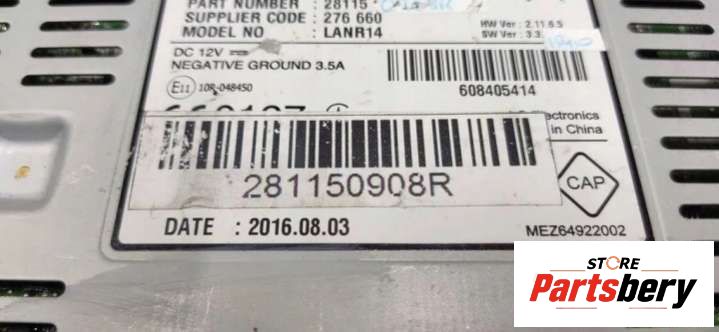 PART NUMBER : 28115
SUPPLIER CODE : 276 660
MODEL NO : LANR14
HW Ver : 2.11.6.5
SW Ver : 3.3.
DC 12V
NEGATIVE GROUND 3.5A
E11 10R-048450
608405414
Electronics
in China
281150908R
CAP
DATE : 2016.08.03
MEZ64922002
STORE
Partsbery